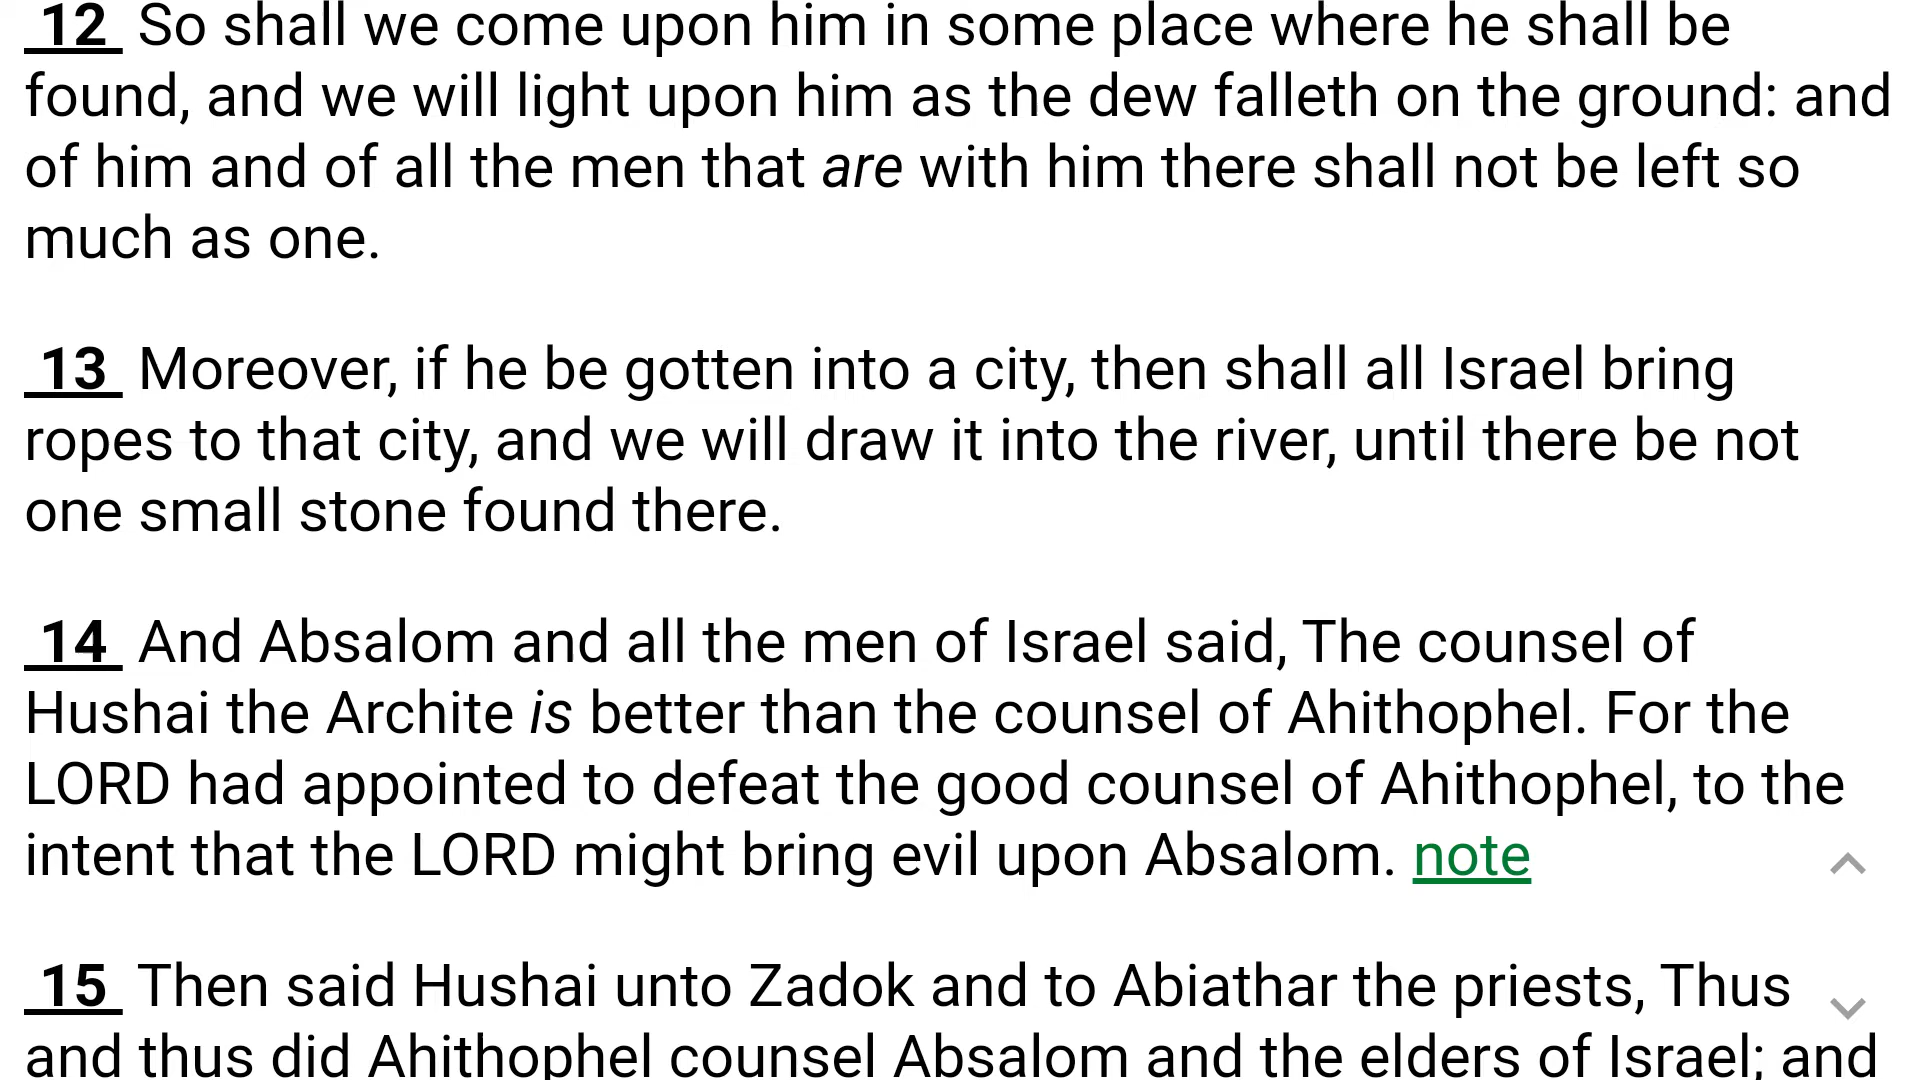 12 So shall we come upon him in some place where he shall be
found, and we will light upon him as the dew falleth on the ground: and
of him and of all the men that are with him there shall not be left so
much as one.
13 Moreover, if he be gotten into a city, then shall all Israel bring
ropes to that city, and we will draw it into the river, until there be not
one small stone found there.
14 And Absalom and all the men of Israel said, The counsel of
Hushai the Archite is better than the counsel of Ahithophel. For the
LORD had appointed to defeat the good counsel of Ahithophel, to the
intent that the LORD might bring evil upon Absalom. note
15 Then said Hushai unto Zadok and to Abiathar the priests, Thus
and thus did Ahithophel counsel Absalom and the elders of Israel; and